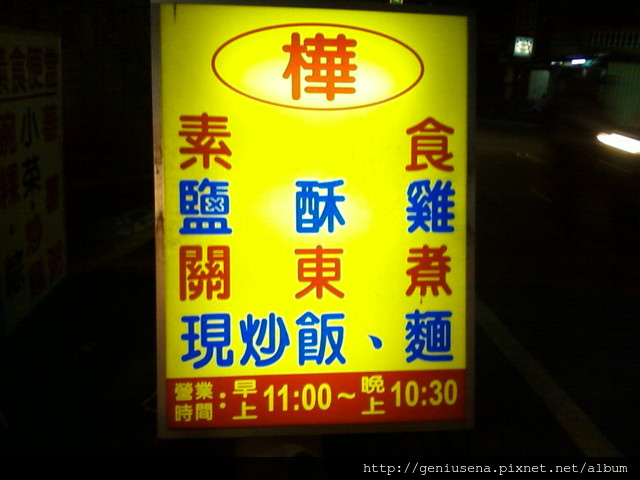 樺
素食
鹽酥雞
關東煮
現炒飯、麵
營業時間：早上11:00～晚上10:30
http://geniusena.pixnet.net/album